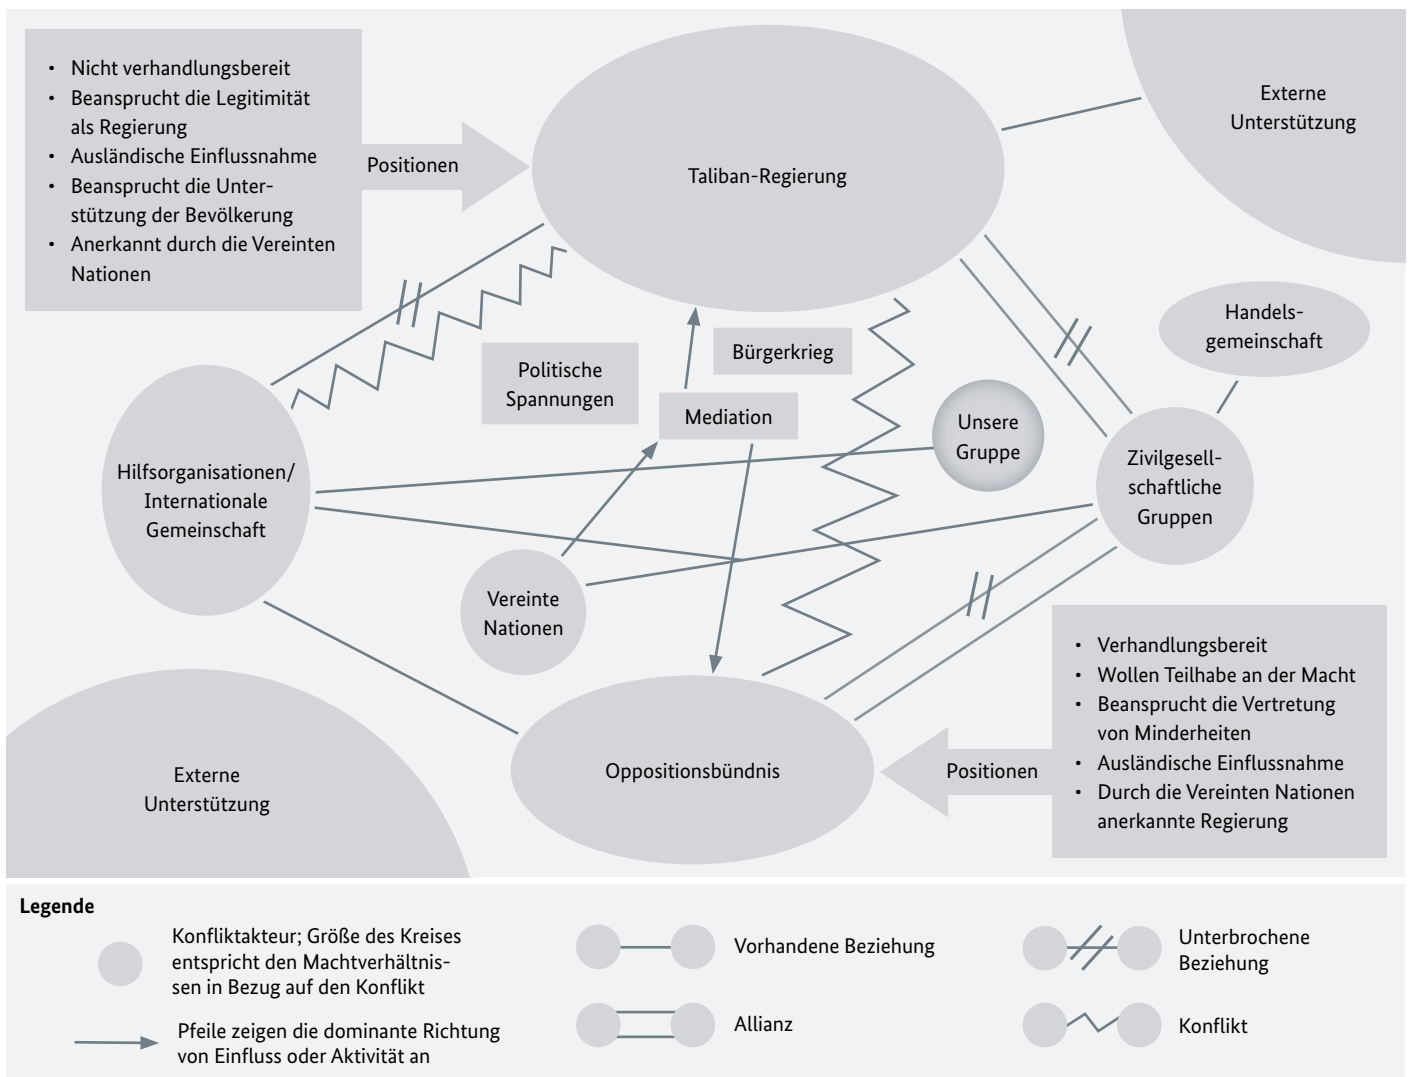 • Nicht verhandlungsbereit
• Beansprucht die Legitimität
als Regierung
• Ausländische Einflussnahme
• Beansprucht die Unter-
stützung der Bevölkerung
• Anerkannt durch die Vereinten
Nationen
Positionen
Taliban-Regierung
Externe
Unterstützung
Handels-
gemeinschaft
Bürgerkrieg
Politische
Spannungen
Mediation
Unsere
Gruppe
Hilfsorganisationen/
Internationale
Gemeinschaft
Zivilgesell-
schaftliche
Gruppen
Vereinte
Nationen
Externe
Unterstützung
Oppositionsbündnis
Positionen
• Verhandlungsbereit
• Wollen Teilhabe an der Macht
• Beansprucht die Vertretung
von Minderheiten
• Ausländische Einflussnahme
• Durch die Vereinten Nationen
anerkannte Regierung
Legende
Konfliktakteur; Größe des Kreises
entspricht den Machtverhältnis-
sen in Bezug auf den Konflikt
Pfeile zeigen die dominante Richtung
von Einfluss oder Aktivität an
Vorhandene Beziehung
Allianz
Unterbrochene
Beziehung
Konflikt